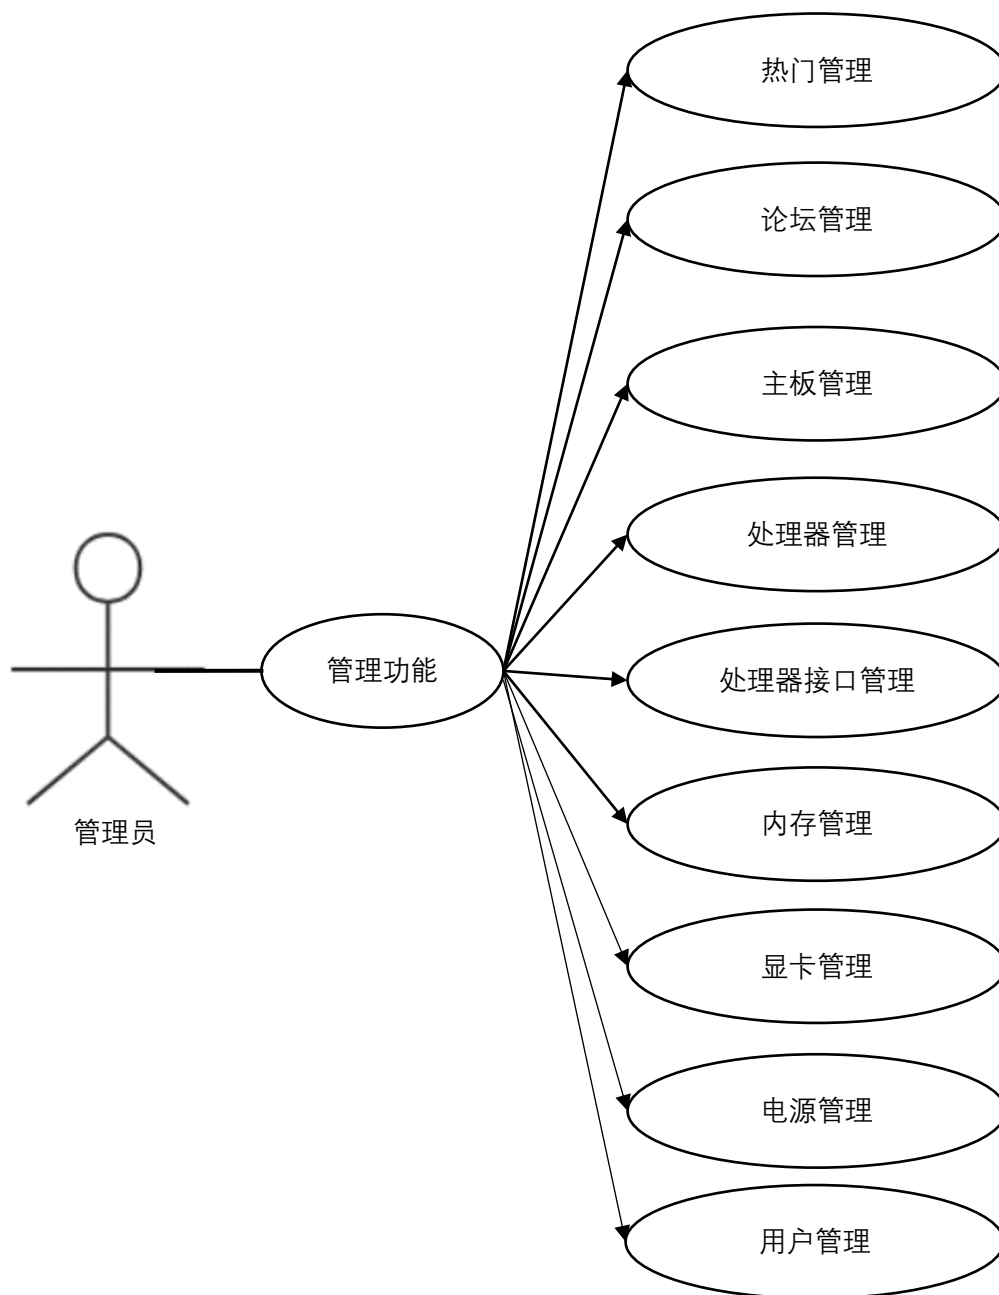 热门管理
论坛管理
主板管理
处理器管理
管理功能
处理器接口管理
管理员
内存管理
显卡管理
电源管理
用户管理